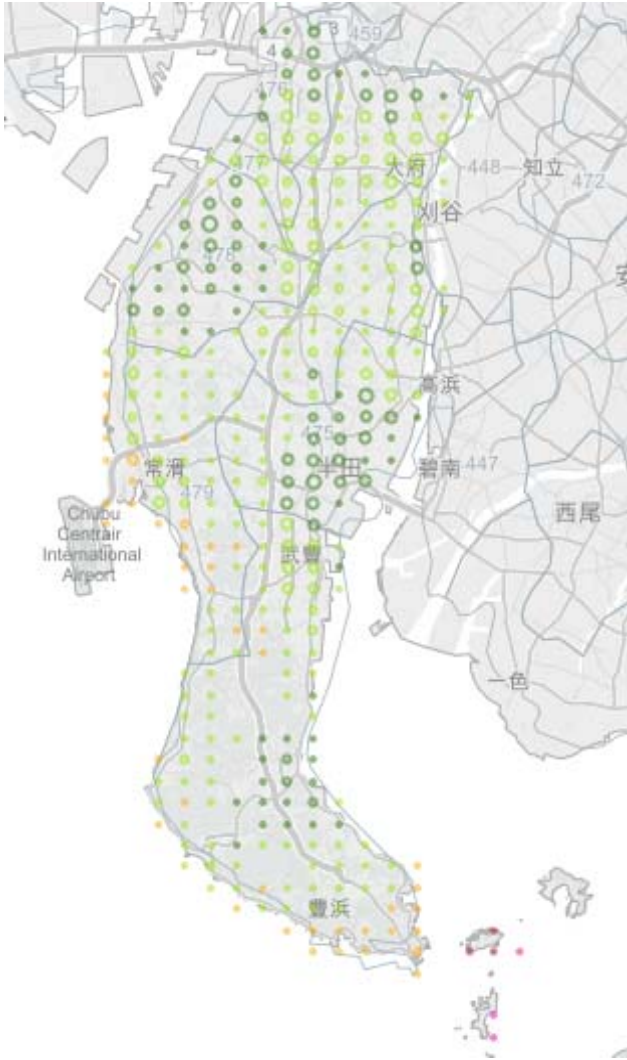 3
459
4
476
477
大府
448
知立
472
刈谷
478
安
高浜
475
半田
碧南
447
常滑
479
西尾
Chubu
Centrair
International
Airport
武豊
一色
豊浜